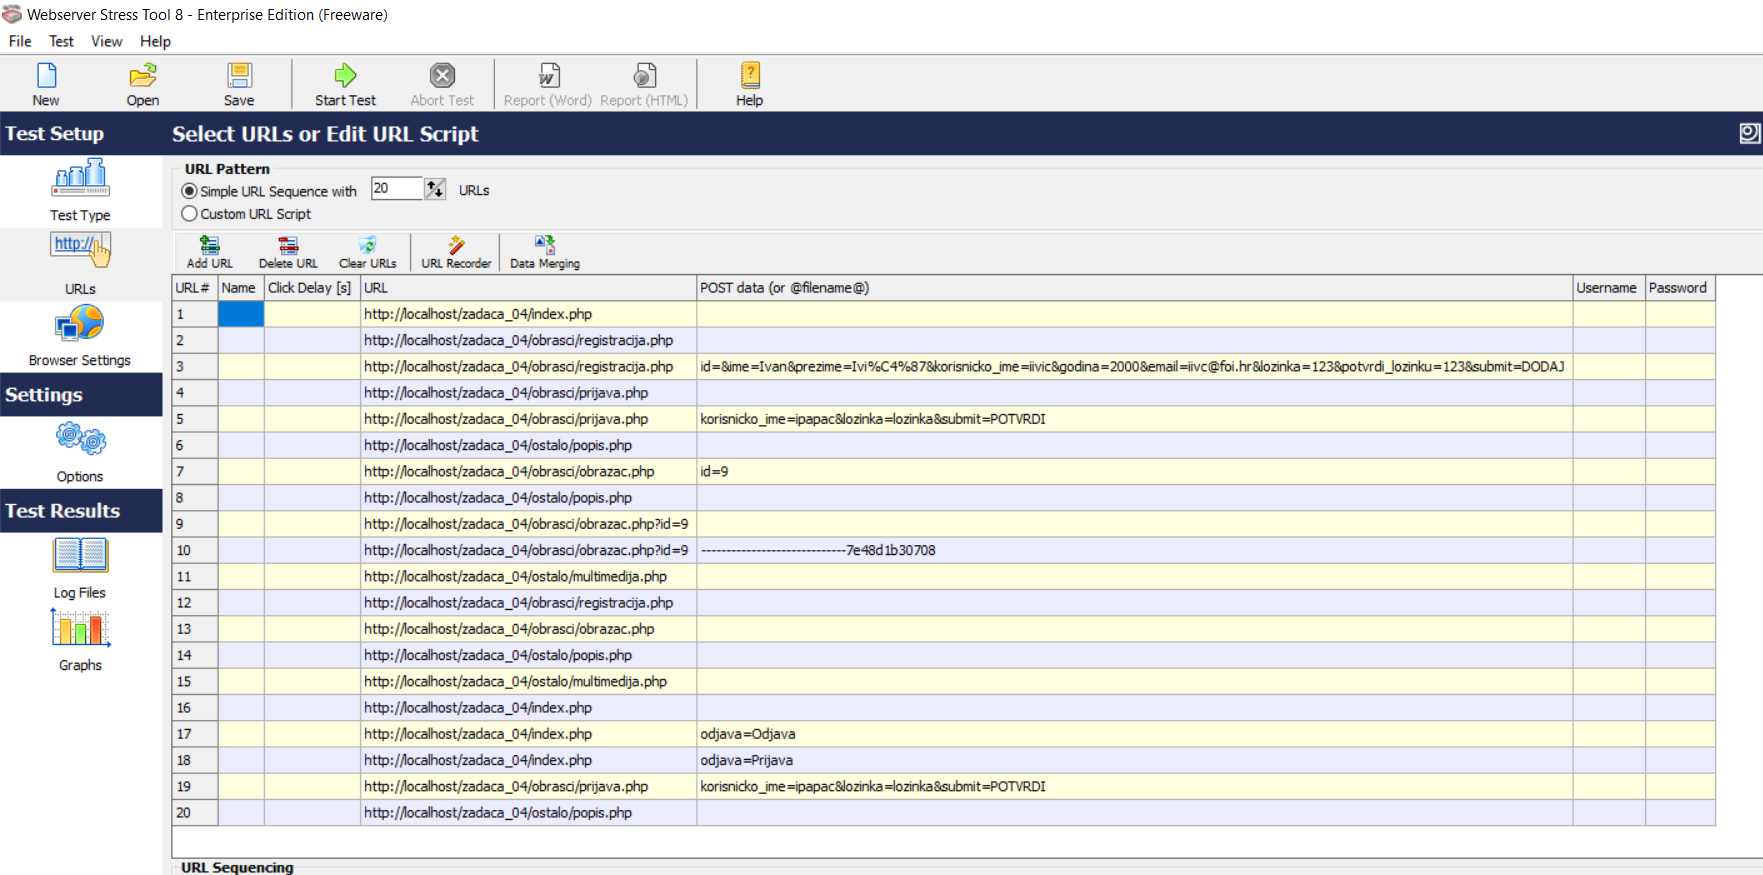 Webserver Stress Tool 8 - Enterprise Edition (Freeware)
File Test View Help
New Open Save Start Test Abort Test Report (Word) Report (HTML) Help
Test Setup
Select URLs or Edit URL Script
URL Pattern
Simple URL Sequence with 20 URLs
Custom URL Script
Test Type
http://
URLs
Browser Settings
Settings
Options
Test Results
Log Files
Graphs
Add URL Delete URL Clear URLs URL Recorder Data Merging
URL# Name Click Delay [s] URL POST data (or @filename@) Username Password
1 http://localhost/zadaca_04/index.php
2 http://localhost/zadaca_04/obrasci/registracija.php
3 http://localhost/zadaca_04/obrasci/registracija.php id=&ime=Ivan&prezime=Ivi%C4%87&korisnicko_ime=iivic&godina=2000&email=iivc@foi.hr&lozinka=123&potvrdi_lozinku=123&submit=DODAJ
4 http://localhost/zadaca_04/obrasci/prijava.php
5 http://localhost/zadaca_04/obrasci/prijava.php korisnicko_ime=ipapac&lozinka=lozinka&submit=POTVRDI
6 http://localhost/zadaca_04/ostalo/popis.php
7 http://localhost/zadaca_04/obrasci/obrazac.php id=9
8 http://localhost/zadaca_04/ostalo/popis.php
9 http://localhost/zadaca_04/obrasci/obrazac.php?id=9
10 http://localhost/zadaca_04/obrasci/obrazac.php?id=9 -----------------------------7e48d1b30708
11 http://localhost/zadaca_04/ostalo/multimedija.php
12 http://localhost/zadaca_04/obrasci/registracija.php
13 http://localhost/zadaca_04/obrasci/obrazac.php
14 http://localhost/zadaca_04/ostalo/popis.php
15 http://localhost/zadaca_04/ostalo/multimedija.php
16 http://localhost/zadaca_04/index.php
17 http://localhost/zadaca_04/index.php odjava=Odjava
18 http://localhost/zadaca_04/index.php odjava=Prijava
19 http://localhost/zadaca_04/obrasci/prijava.php korisnicko_ime=ipapac&lozinka=lozinka&submit=POTVRDI
20 http://localhost/zadaca_04/ostalo/popis.php
URL Sequencing